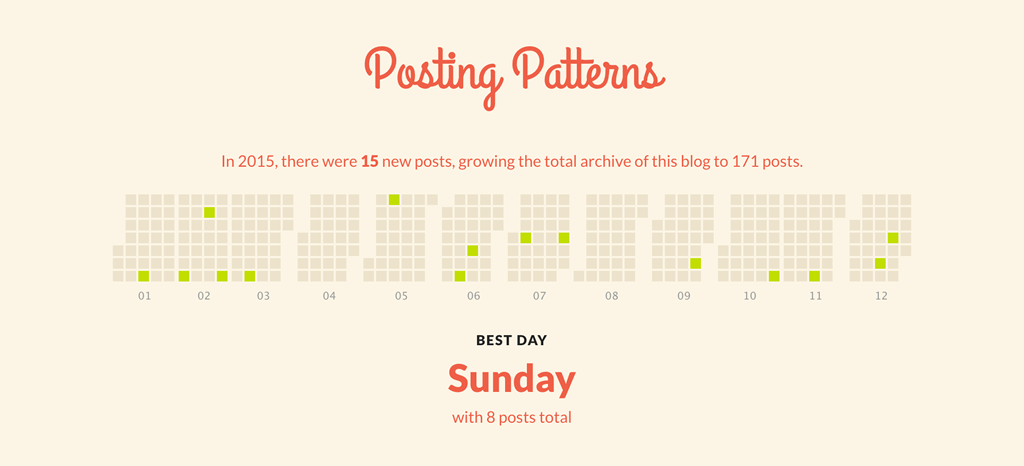 Posting Patterns
In 2015, there were 15 new posts, growing the total archive of this blog to 171 posts.
01 02 03 04 05 06 07 08 09 10 11 12
BEST DAY
Sunday
with 8 posts total